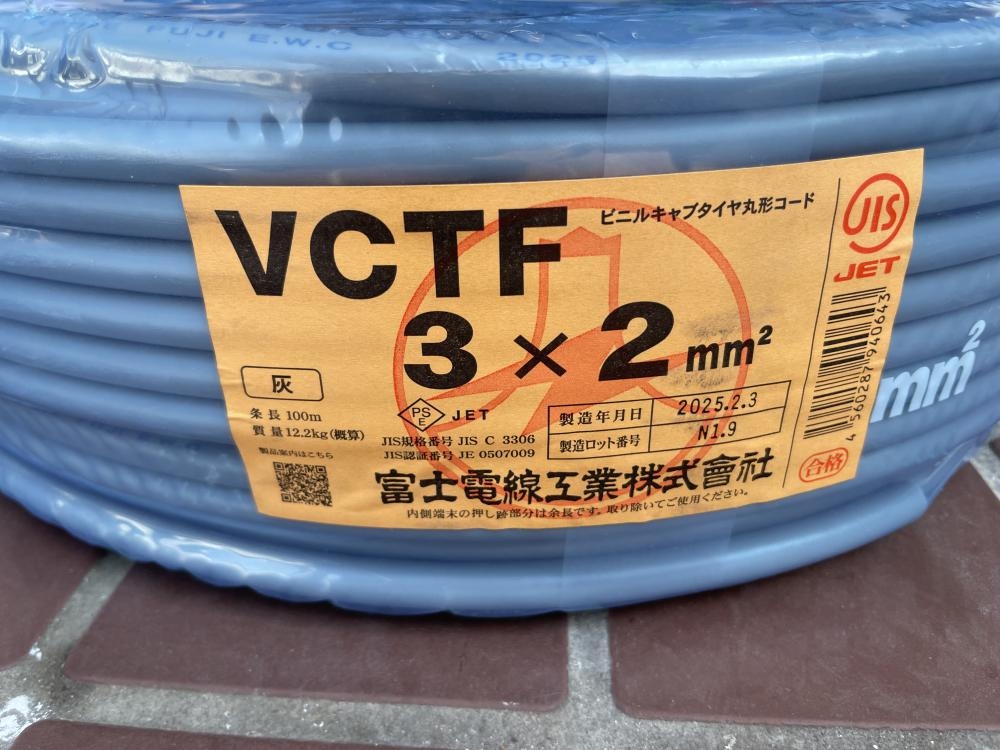 FUJI E.W.C
VCTF
ビニルキャブタイヤ丸形コード
3×2mm²
灰
条長 100m
質量 12.2kg(概算)
製品案内はこちら
PS
E
JET
JIS規格番号 JIS C 3306
JIS認証番号 JE 0507009
製造年月日 2025.2.3
製造ロット番号 N1.9
富士電線工業株式會社
内側端末の押し跡部分は余長です。取り除いてご使用ください。
JIS
JET
4560287940643
合格
mm²